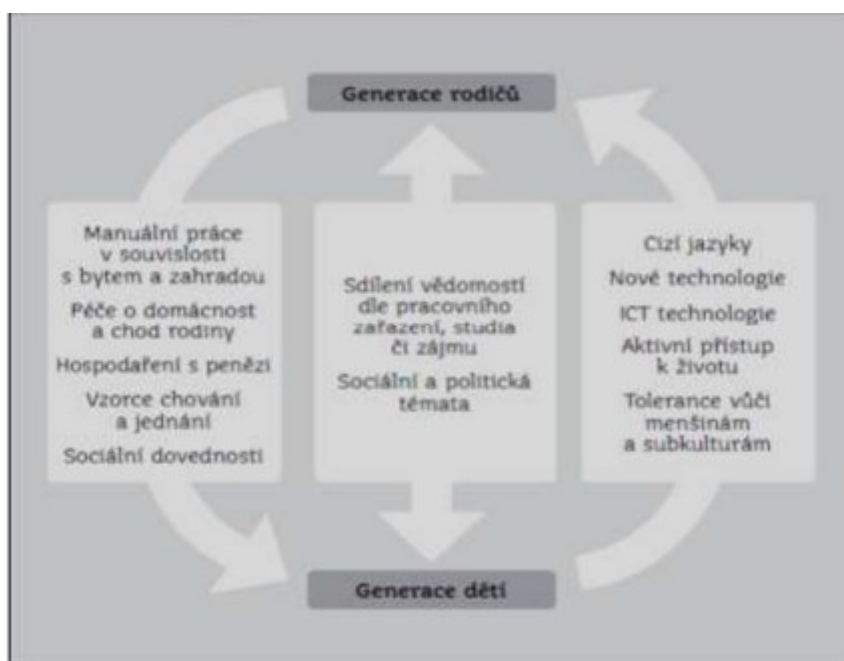 Generace rodičů
Manuální práce
v souvislosti
s bytem a zahradou
Péče o domácnost
a chod rodiny
Hospodaření s penězi
Vzorce chování
a jednání
Sociální dovednosti
Sdílení vědomostí
dle pracovního
zařazení, studia
či zájmu
Sociální a politická
témata
Cizí jazyky
Nové technologie
ICT technologie
Aktivní přístup
k životu
Tolerance vůči
menšinám
a subkulturám
Generace dětí